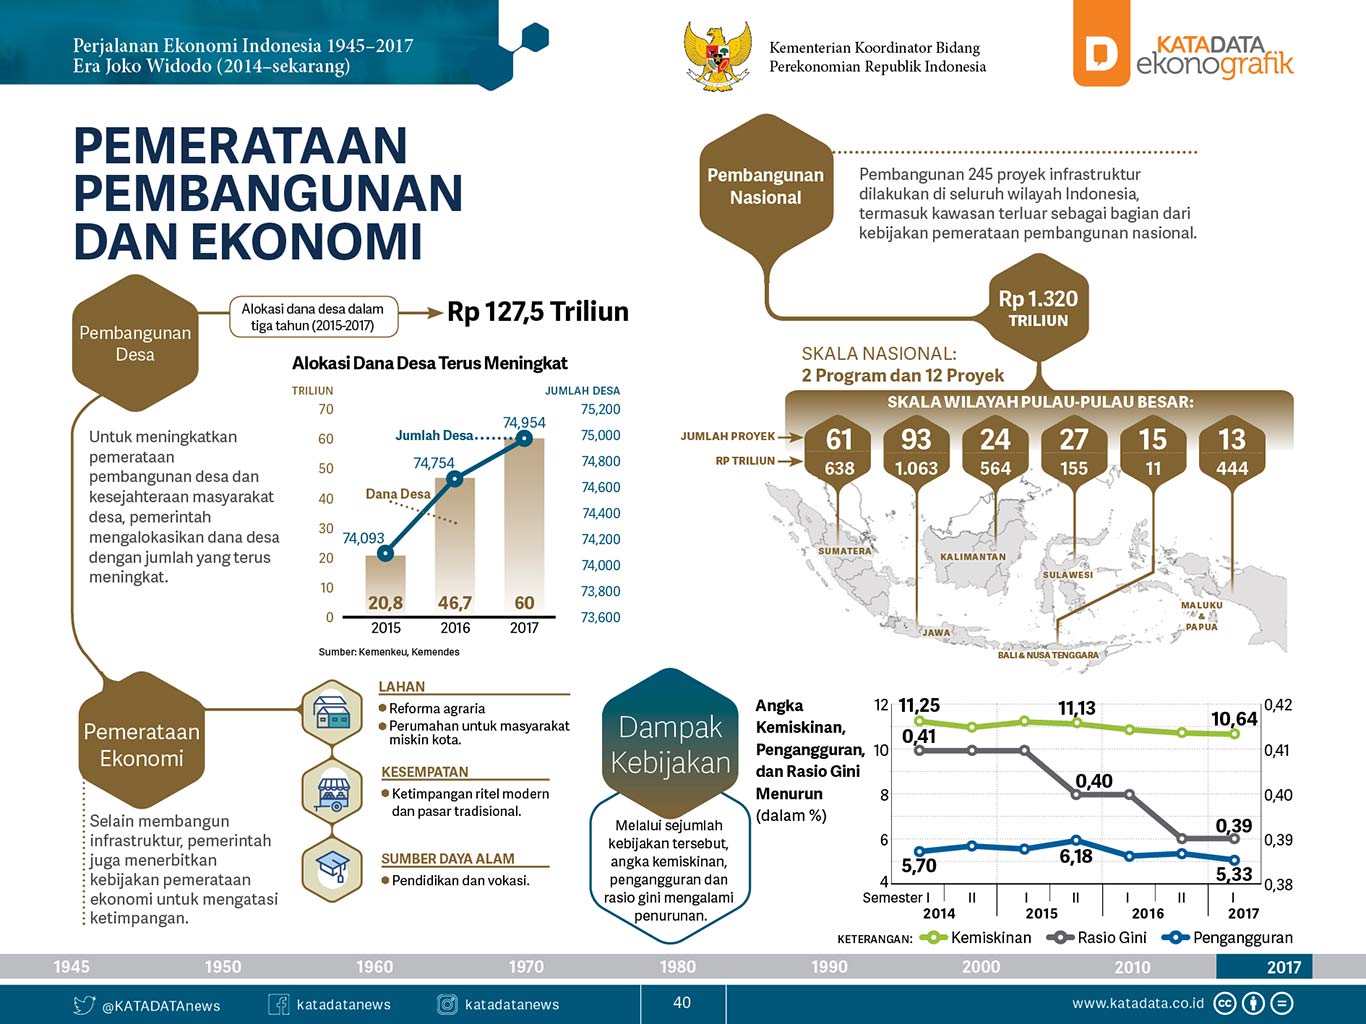 Perjalanan Ekonomi Indonesia 1945–2017
Era Joko Widodo (2014–sekarang)
Kementerian Koordinator Bidang
Perekonomian Republik Indonesia
D
KATADATA
ekonografik
PEMERATAAN
PEMBANGUNAN
DAN EKONOMI
Pembangunan
Nasional
Pembangunan 245 proyek infrastruktur
dilakukan di seluruh wilayah Indonesia,
termasuk kawasan terluar sebagai bagian dari
kebijakan pemerataan pembangunan nasional.
Rp 1.320
TRILIUN
Pembangunan
Desa
Alokasi dana desa dalam
tiga tahun (2015-2017)
Rp 127,5 Triliun
Untuk meningkatkan
pemerataan
pembangunan desa dan
kesejahteraan masyarakat
desa, pemerintah
mengalokasikan dana desa
dengan jumlah yang terus
meningkat.
Alokasi Dana Desa Terus Meningkat
TRILIUN
JUMLAH DESA
70
60
50
40
30
20
10
0
75,200
75,000
74,800
74,600
74,400
74,200
74,000
73,800
73,600
Jumlah Desa
Dana Desa
74,093
74,754
74,954
20,8
46,7
60
2015
2016
2017
Sumber: Kemenkeu, Kemendes
SKALA NASIONAL:
2 Program dan 12 Proyek
SKALA WILAYAH PULAU-PULAU BESAR:
JUMLAH PROYEK
61
93
24
27
15
13
RP TRILIUN
638
1.063
564
155
11
444
SUMATERA
KALIMANTAN
SULAWESI
MALUKU
&
PAPUA
JAWA
BALI & NUSA TENGGARA
Pemerataan
Ekonomi
Selain membangun
infrastruktur, pemerintah
juga menerbitkan
kebijakan pemerataan
ekonomi untuk mengatasi
ketimpangan.
LAHAN
Reforma agraria
Perumahan untuk masyarakat
miskin kota.
KESEMPATAN
Ketimpangan ritel modern
dan pasar tradisional.
SUMBER DAYA ALAM
Pendidikan dan vokasi.
Dampak
Kebijakan
Melalui sejumlah
kebijakan tersebut,
angka kemiskinan,
pengangguran dan
rasio gini mengalami
penurunan.
Angka
Kemiskinan,
Pengangguran,
dan Rasio Gini
Menurun
(dalam %)
12
10
8
6
4
0,42
0,41
0,40
0,39
0,38
11,25
11,13
10,64
0,41
0,40
0,39
5,70
6,18
5,33
Semester I
II
I
II
I
II
I
2014
2015
2016
2017
KETERANGAN:
Kemiskinan
Rasio Gini
Pengangguran
1945
1950
1960
1970
1980
1990
2000
2010
2017
@KATADATAnews
katadatanews
katadatanews
40
www.katadata.co.id
cc